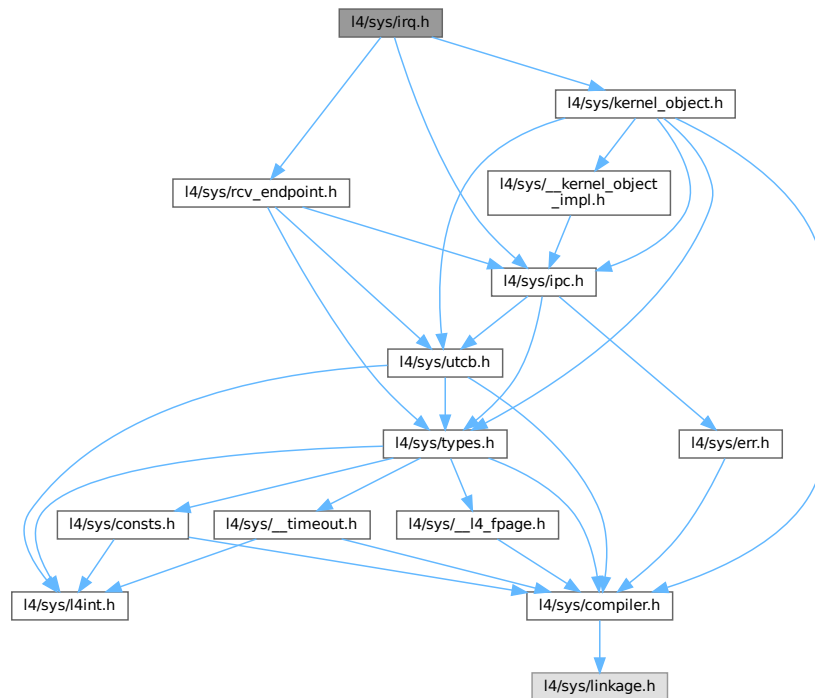 l4/sys/irq.h
l4/sys/kernel_object.h
l4/sys/rcv_endpoint.h
l4/sys/__kernel_object
_impl.h
l4/sys/ipc.h
l4/sys/utcb.h
l4/sys/types.h
l4/sys/err.h
l4/sys/consts.h
l4/sys/__timeout.h
l4/sys/__l4_fpage.h
l4/sys/l4int.h
l4/sys/compiler.h
l4/sys/linkage.h